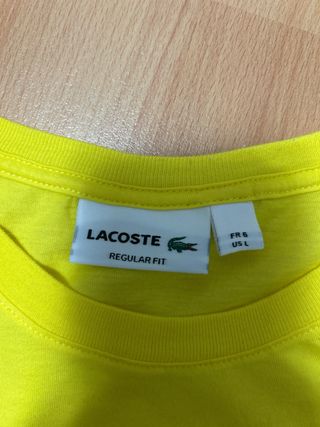 LACOSTE
REGULAR FIT
FR 6
US L